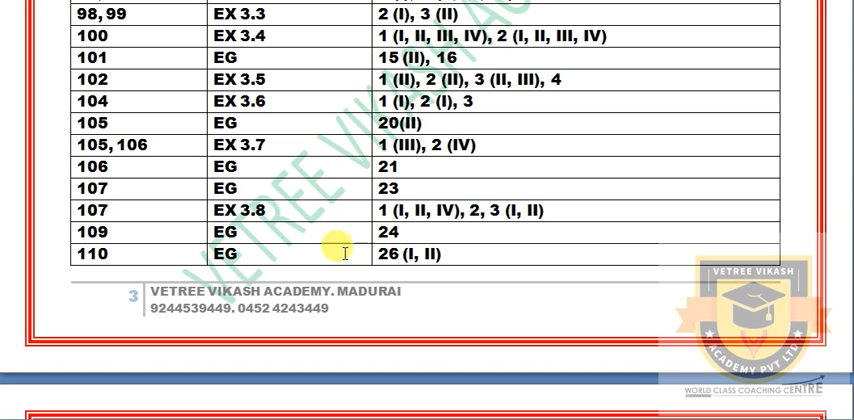 98, 99 EX 3.3 2 (I), 3 (II)
100 EX 3.4 1 (I, II, III, IV), 2 (I, II, III, IV)
101 EG 15 (II), 16
102 EX 3.5 1 (II), 2 (II), 3 (II, III), 4
104 EX 3.6 1 (I), 2 (I), 3
105 EG 20(II)
105, 106 EX 3.7 1 (III), 2 (IV)
106 EG 21
107 EG 23
107 EX 3.8 1 (I, II, IV), 2, 3 (I, II)
109 EG 24
110 EG 26 (I, II)
VETREE VIKASH
3 VETREE VIKASH ACADEMY. MADURAI
9244539449. 0452 4243449
VETREE VIKASH
ACADEMY PVT LTD
WORLD CLASS COACHING CENTRE